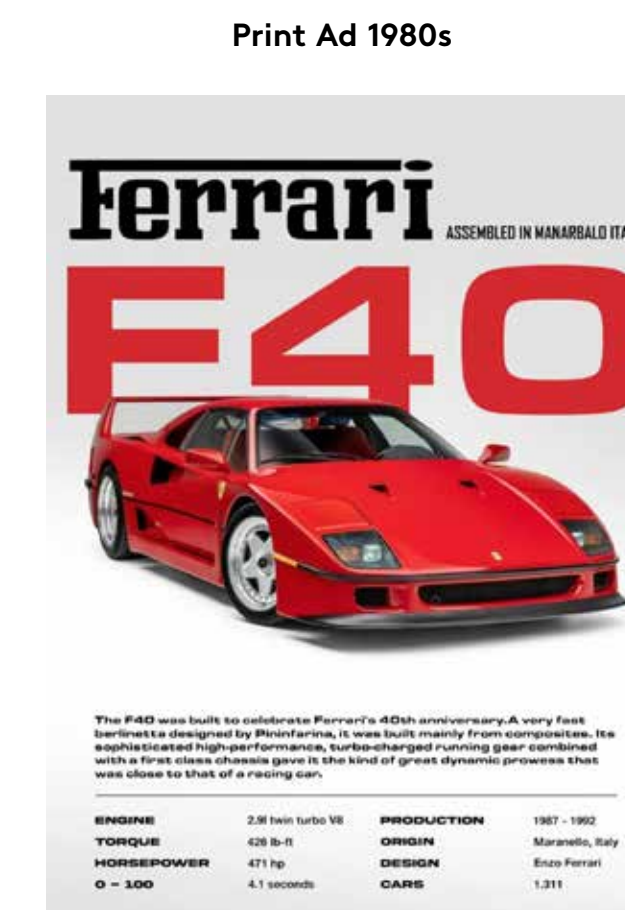 Print Ad 1980s
Ferrari
ASSEMBLED IN MANARBALO ITA
F40
The F40 was built to celebrate Ferrari's 40th anniversary.A very fast
berlinetta designed by Pininfarina, it was built mainly from composites. Its
sophisticated high-performance, turbo-charged running gear combined
with a first class chassis gave it the kind of great dynamic prowess that
was close to that of a racing car.
ENGINE 2.9l twin turbo V8 PRODUCTION 1987 - 1992
TORQUE 426 lb-ft ORIGIN Maranello, Italy
HORSEPOWER 471 hp DESIGN Enzo Ferrari
0 - 100 4.1 seconds CARS 1.311